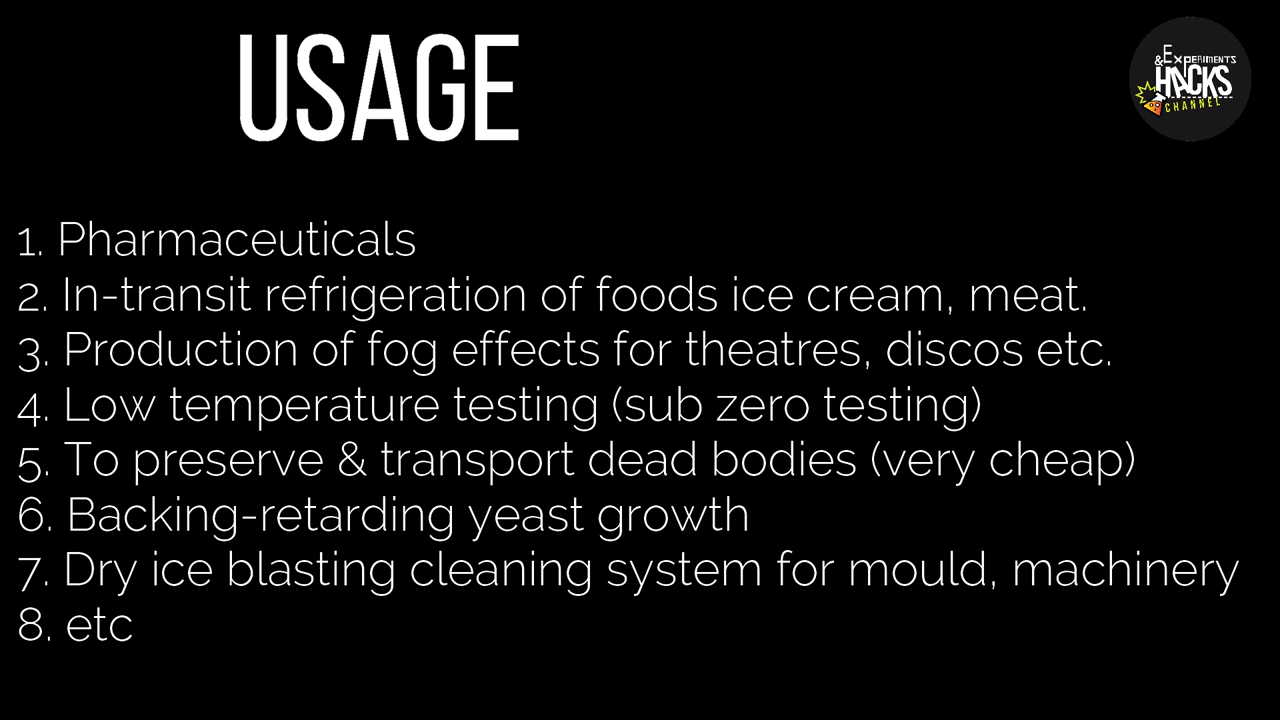 USAGE
&Experiments
HACKS
CHANNEL
1. Pharmaceuticals
2. In-transit refrigeration of foods ice cream, meat.
3. Production of fog effects for theatres, discos etc.
4. Low temperature testing (sub zero testing)
5. To preserve & transport dead bodies (very cheap)
6. Backing-retarding yeast growth
7. Dry ice blasting cleaning system for mould, machinery
8. etc